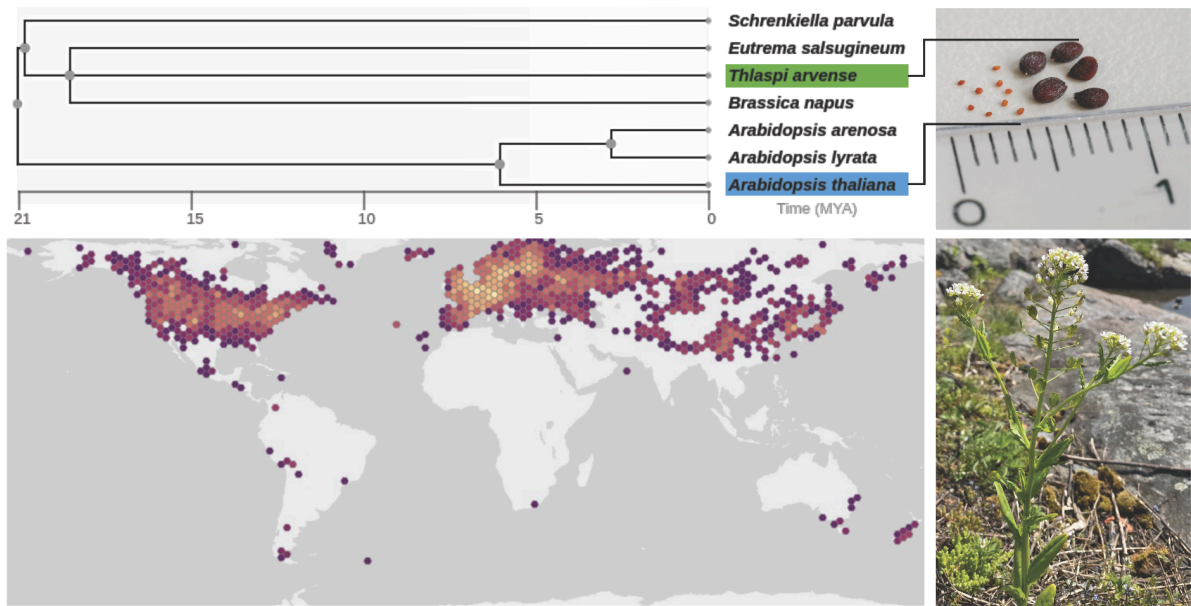 Schrenkiella parvula
Eutrema salsugineum
Thlaspi arvense
Brassica napus
Arabidopsis arenosa
Arabidopsis lyrata
Arabidopsis thaliana
21 15 10 5 0
Time (MYA)
0 1